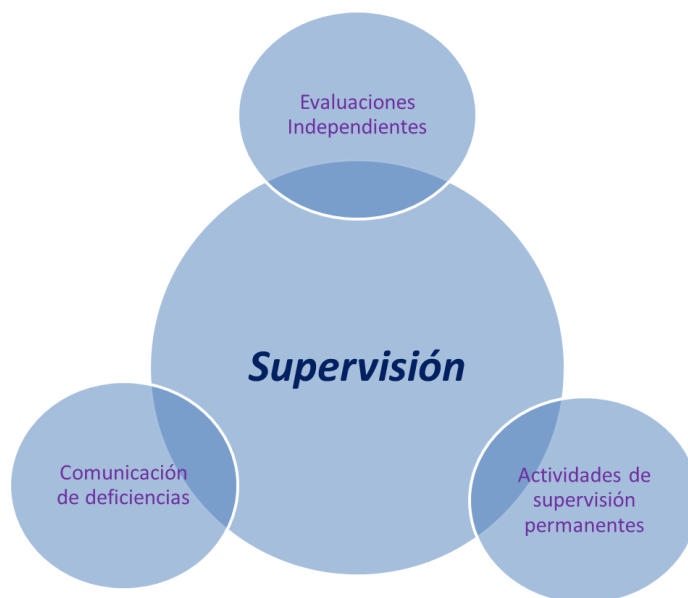 Evaluaciones
Independientes
Supervisión
Comunicación
de deficiencias
Actividades de
supervisión
permanentes